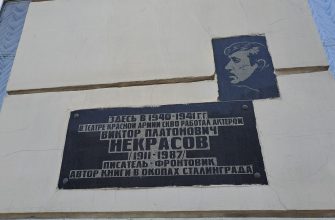 ЗДЕСЬ В 1940-1941 Г.Г.
В ТЕАТРЕ КРАСНОЙ АРМИИ СКВО РАБОТАЛ АКТЕРОМ
ВИКТОР ПЛАТОНОВИЧ
НЕКРАСОВ
/1911-1987/
ПИСАТЕЛЬ-ФРОНТОВИК
АВТОР КНИГИ В ОКОПАХ СТАЛИНГРАДА